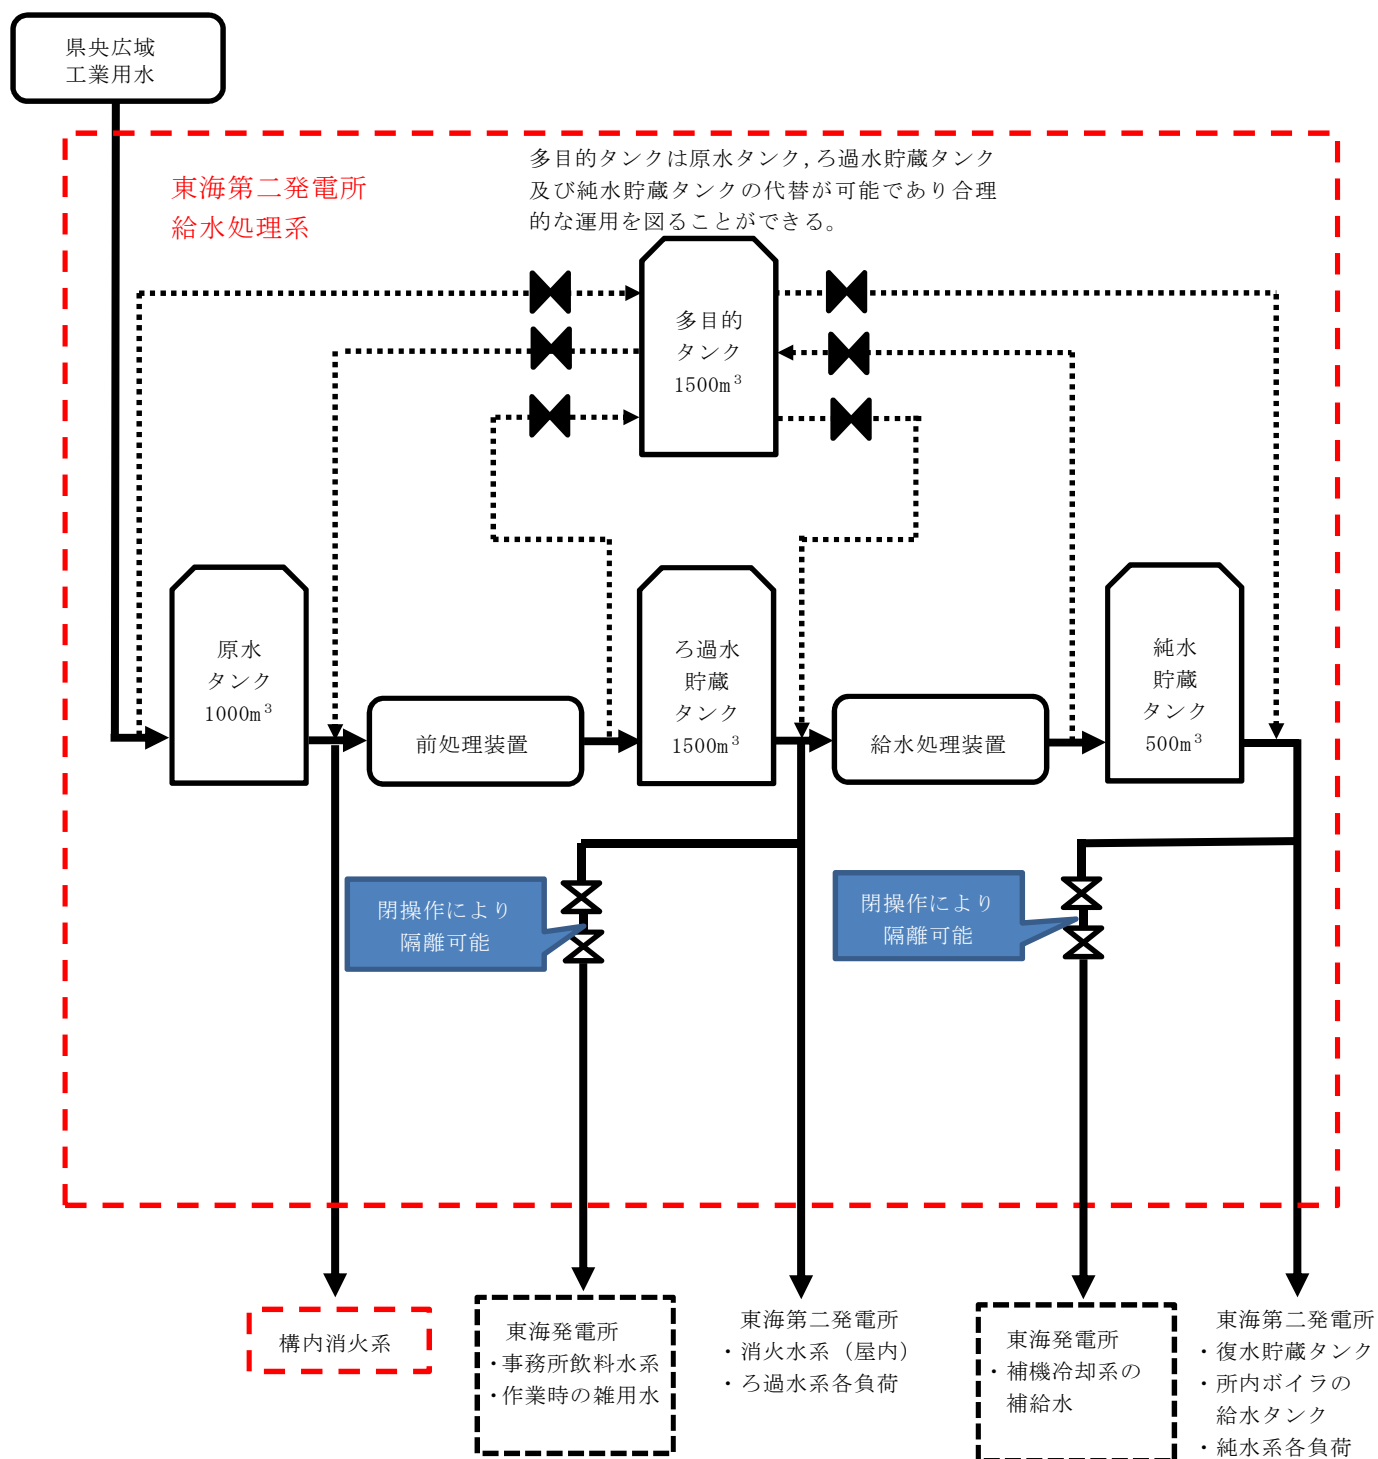 県央広域
工業用水
東海第二発電所
給水処理系
多目的タンクは原水タンク,ろ過水貯蔵タンク
及び純水貯蔵タンクの代替が可能であり合理
的な運用を図ることができる。
多目的
タンク
1500m³
原水
タンク
1000m³
前処理装置
ろ過水
貯蔵
タンク
1500m³
給水処理装置
純水
貯蔵
タンク
500m³
閉操作により
隔離可能
閉操作により
隔離可能
構内消火系
東海発電所
・事務所飲料水系
・作業時の雑用水
東海第二発電所
・消火水系（屋内）
・ろ過水系各負荷
東海発電所
・補機冷却系の
補給水
東海第二発電所
・復水貯蔵タンク
・所内ボイラの
給水タンク
・純水系各負荷